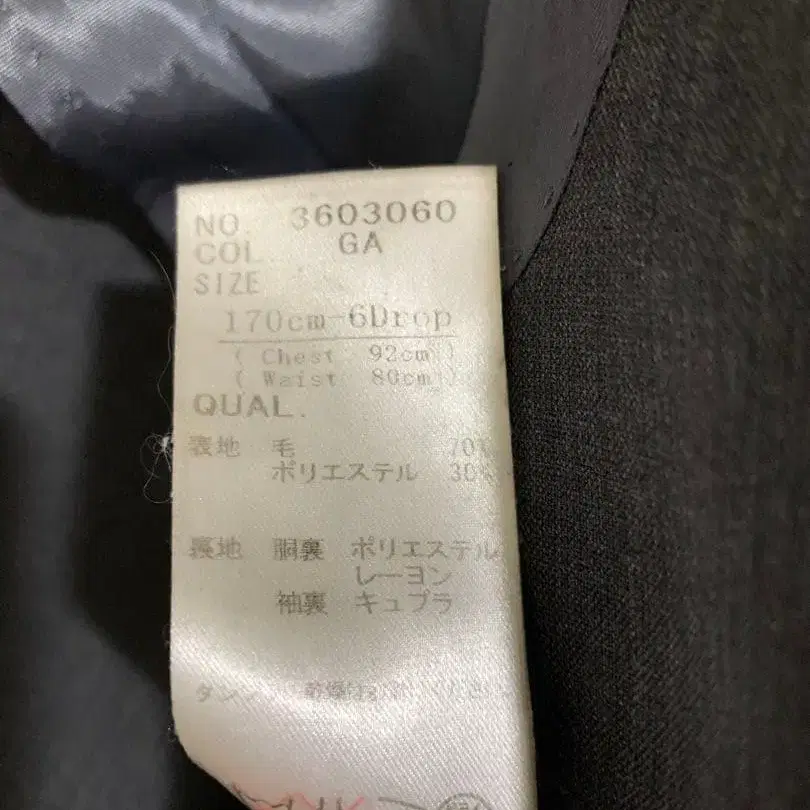 NO. 3603060
COL. GA
SIZE
170cm-6Drop
( Chest 92cm )
( Waist 80cm )
QUAL.
表地 毛 70%
ポリエステル 30%
裏地 胴裏 ポリエステル
レーヨン
袖裏 キュプラ